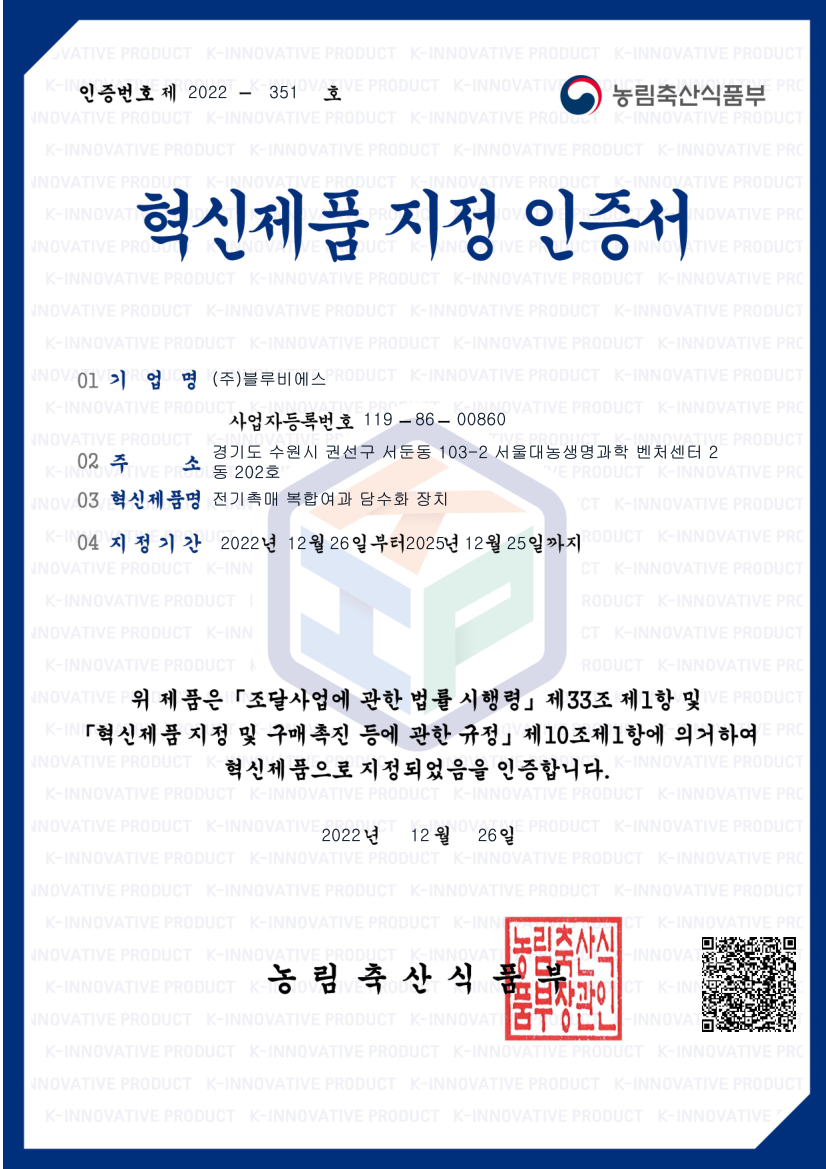 인증번호 제 2022 - 351 호
농림축산식품부
혁신제품 지정 인증서
01 기 업 명 (주)블루비에스
사업자등록번호 119 - 86 - 00860
02 주 소 경기도 수원시 권선구 서둔동 103-2 서울대농생명과학 벤처센터 2
동 202호
03 혁신제품명 전기촉매 복합여과 담수화 장치
04 지정기간 2022년 12월 26일부터2025년 12월 25일까지
위 제품은 「조달사업에 관한 법률 시행령」 제33조 제1항 및
「혁신제품 지정 및 구매촉진 등에 관한 규정」 제10조제1항에 의거하여
혁신제품으로 지정되었금을 인증합니다.
2022년 12월 26일
농 림 축 산 식 품 부
농림축산식
품부장관인
K-INNOVATIVE PRODUCT